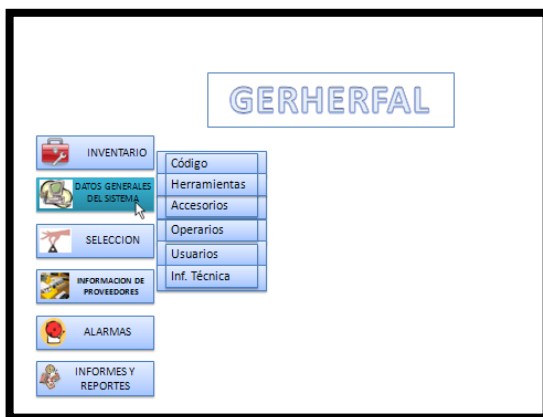 GERHERFAL
INVENTARIO
DATOS GENERALES
DEL SISTEMA
Código
Herramientas
Accesorios
Operarios
Usuarios
Inf. Técnica
SELECCION
INFORMACION DE
PROVEEDORES
ALARMAS
INFORMES Y
REPORTES